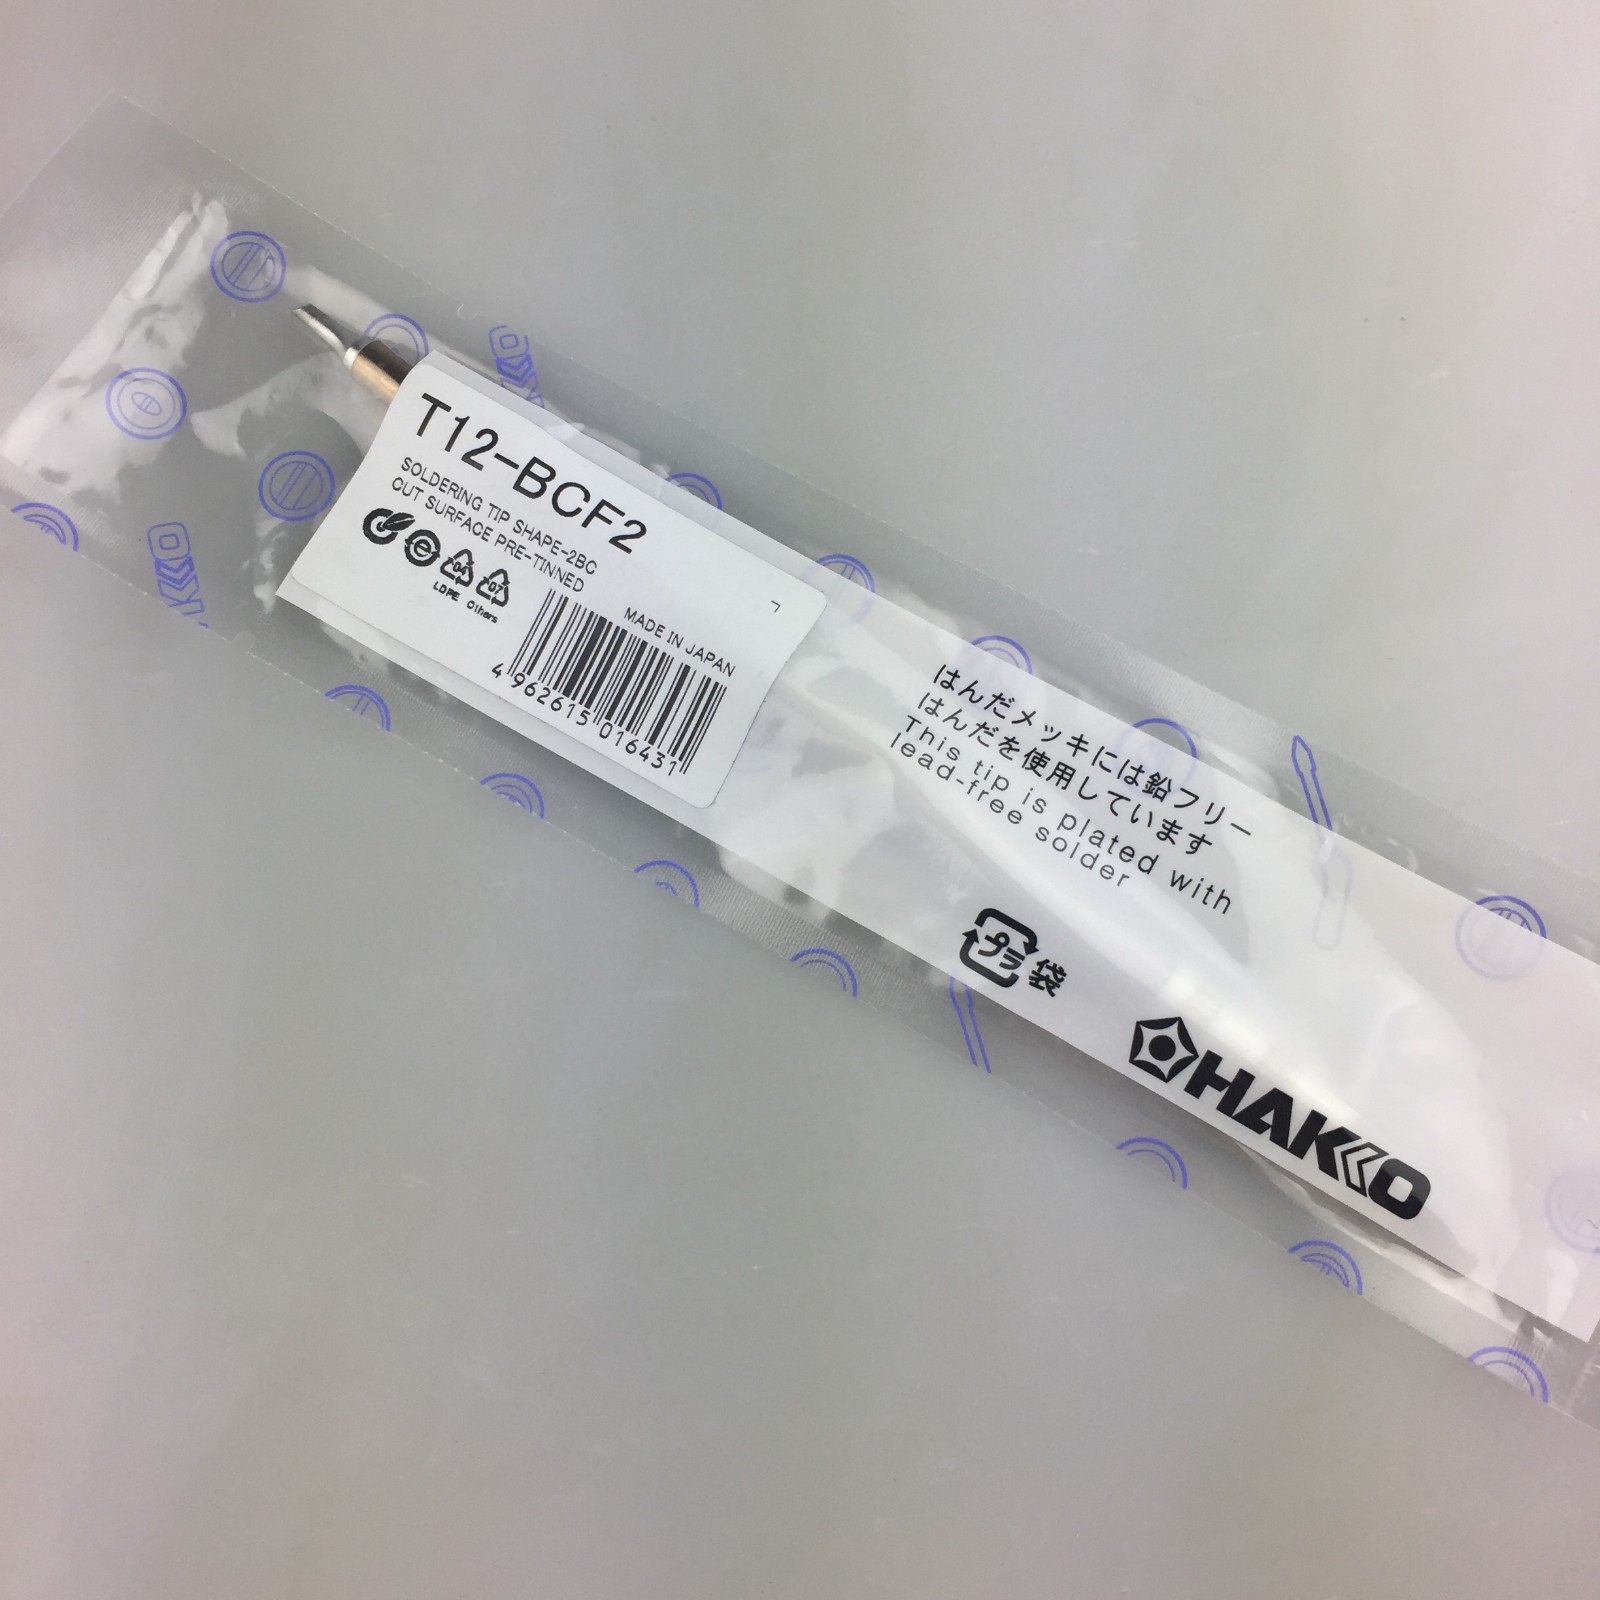 T12-BCF2
SOLDERING TIP SHAPE-2BC
CUT SURFACE PRE-TINNED
e
04
07
LDPE Others
MADE IN JAPAN
4 962615 016431
はんだメッキには鉛フリー
はんだを使用しています
This tip is plated with
lead-free solder
プラ 袋
HAKKO